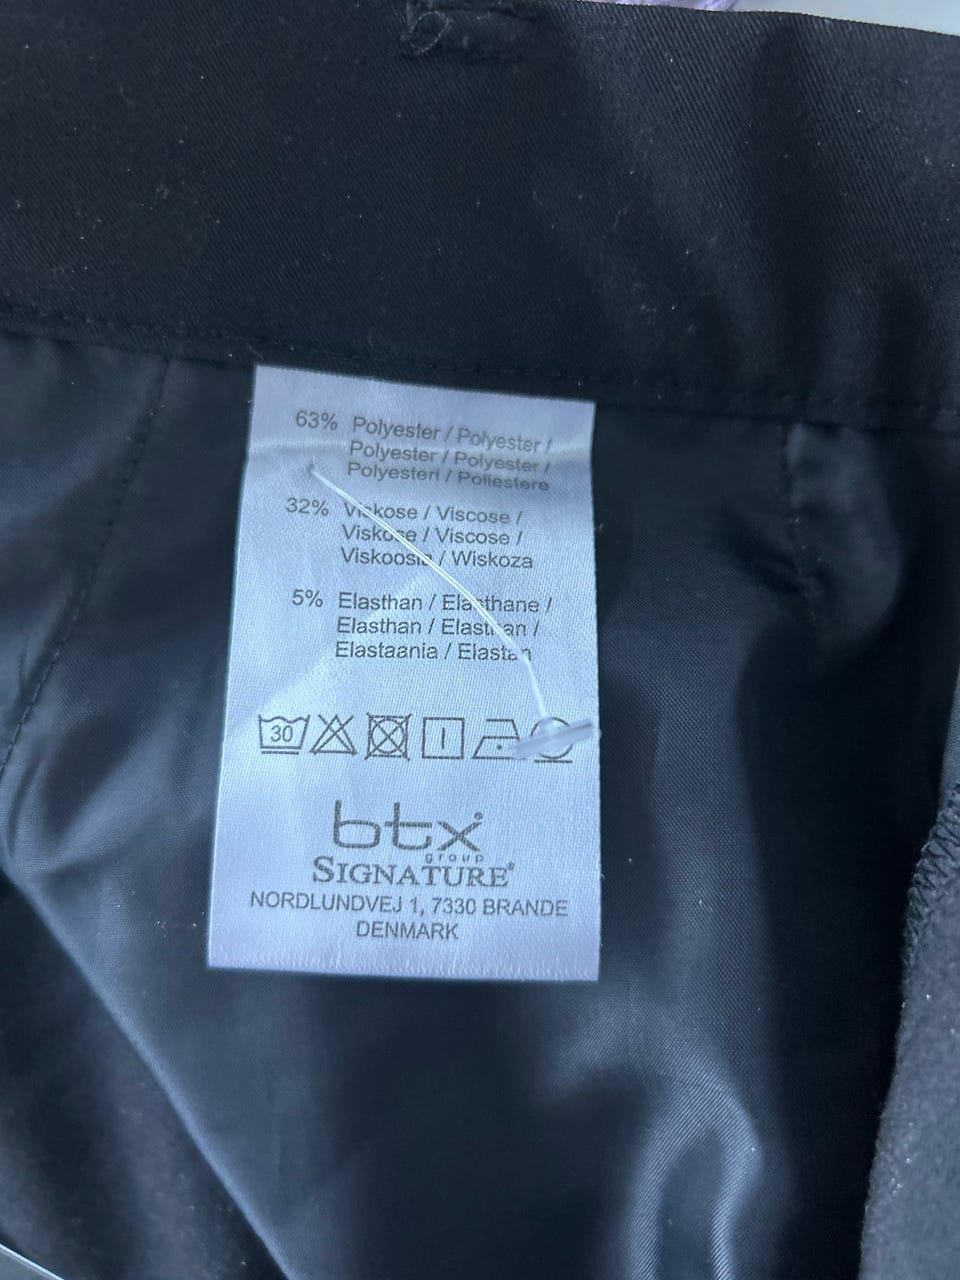 63% Polyester / Polyester /
Polyester / Polyester /
Polyesteri / Poliestere
32% Viskose / Viscose /
Viskose / Viscose /
Viskoosia / Wiskoza
5% Elasthan / Elasthane /
Elasthan / Elasthan /
Elastaania / Elastan
30
btx
group
SIGNATURE®
NORDLUNDVEJ 1, 7330 BRANDE
DENMARK